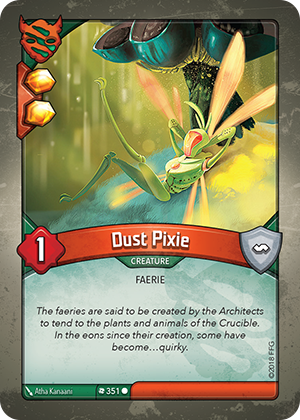 1
Dust Pixie
CREATURE
FAERIE
The faeries are said to be created by the Architects
to tend to the plants and animals of the Crucible.
In the eons since their creation, some have
become…quirky.
©2018 FFG
Atha Kanaani
351